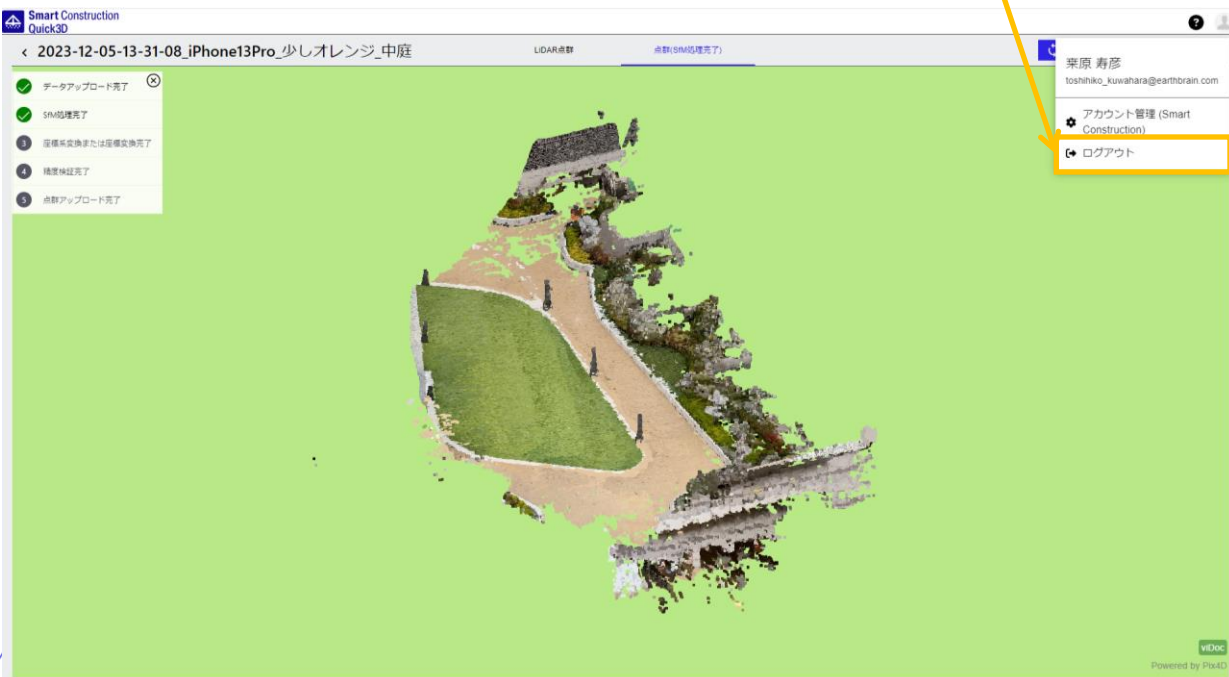 Smart Construction
Quick3D
‹ 2023-12-05-13-31-08_iPhone13Pro_少しオレンジ_中庭
LiDAR点群
点群(SfM処理完了)
データアップロード完了
SfM処理完了
3 座標系変換または座標変換完了
4 精度検証完了
5 点群アップロード完了
?
桒原 寿彦
toshihiko_kuwahara@earthbrain.com
アカウント管理 (Smart
Construction)
ログアウト
viDoc
Powered by Pix4D